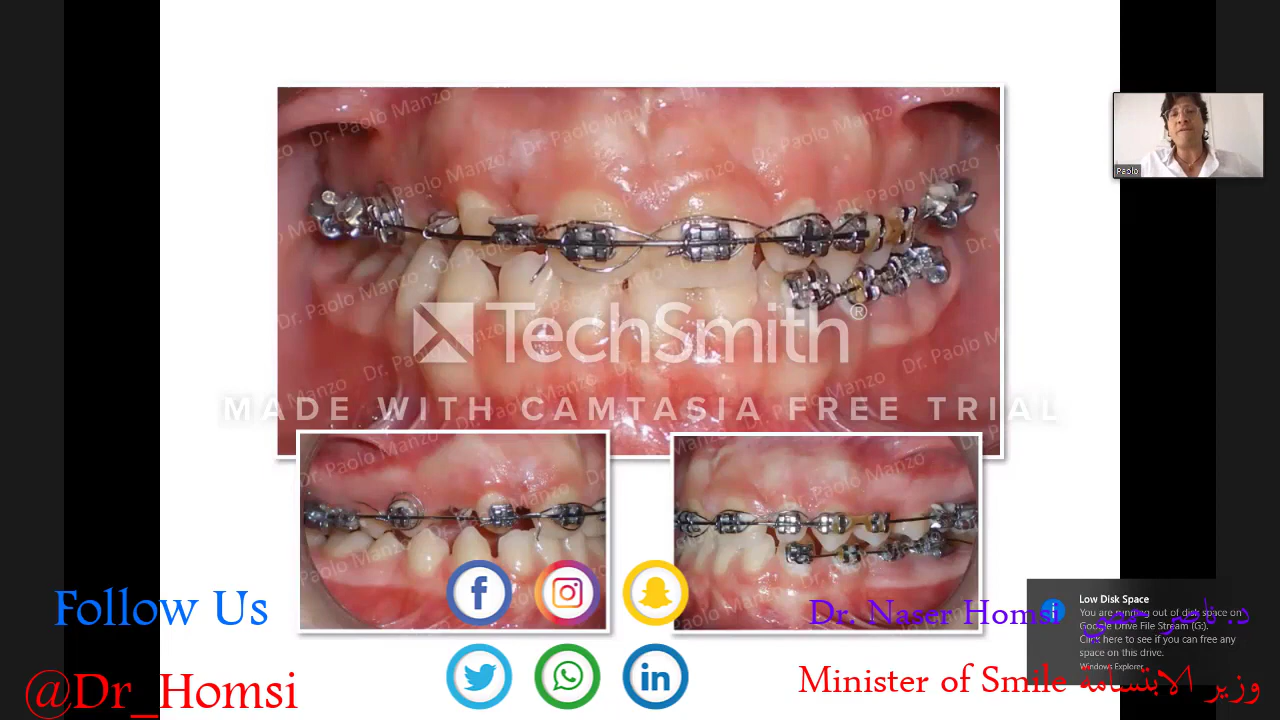 Dr. Paolo Manzo
Paolo
TechSmith®
MADE WITH CAMTASIA FREE TRIAL
Follow Us
@Dr_Homsi
Dr. Naser Homsi د. ناصر حمصي
Minister of Smile وزير الابتسامة
Low Disk Space
You are running out of disk space on
Google Drive File Stream (G:).
Click here to see if you can free any
space on this drive.
Windows Explorer